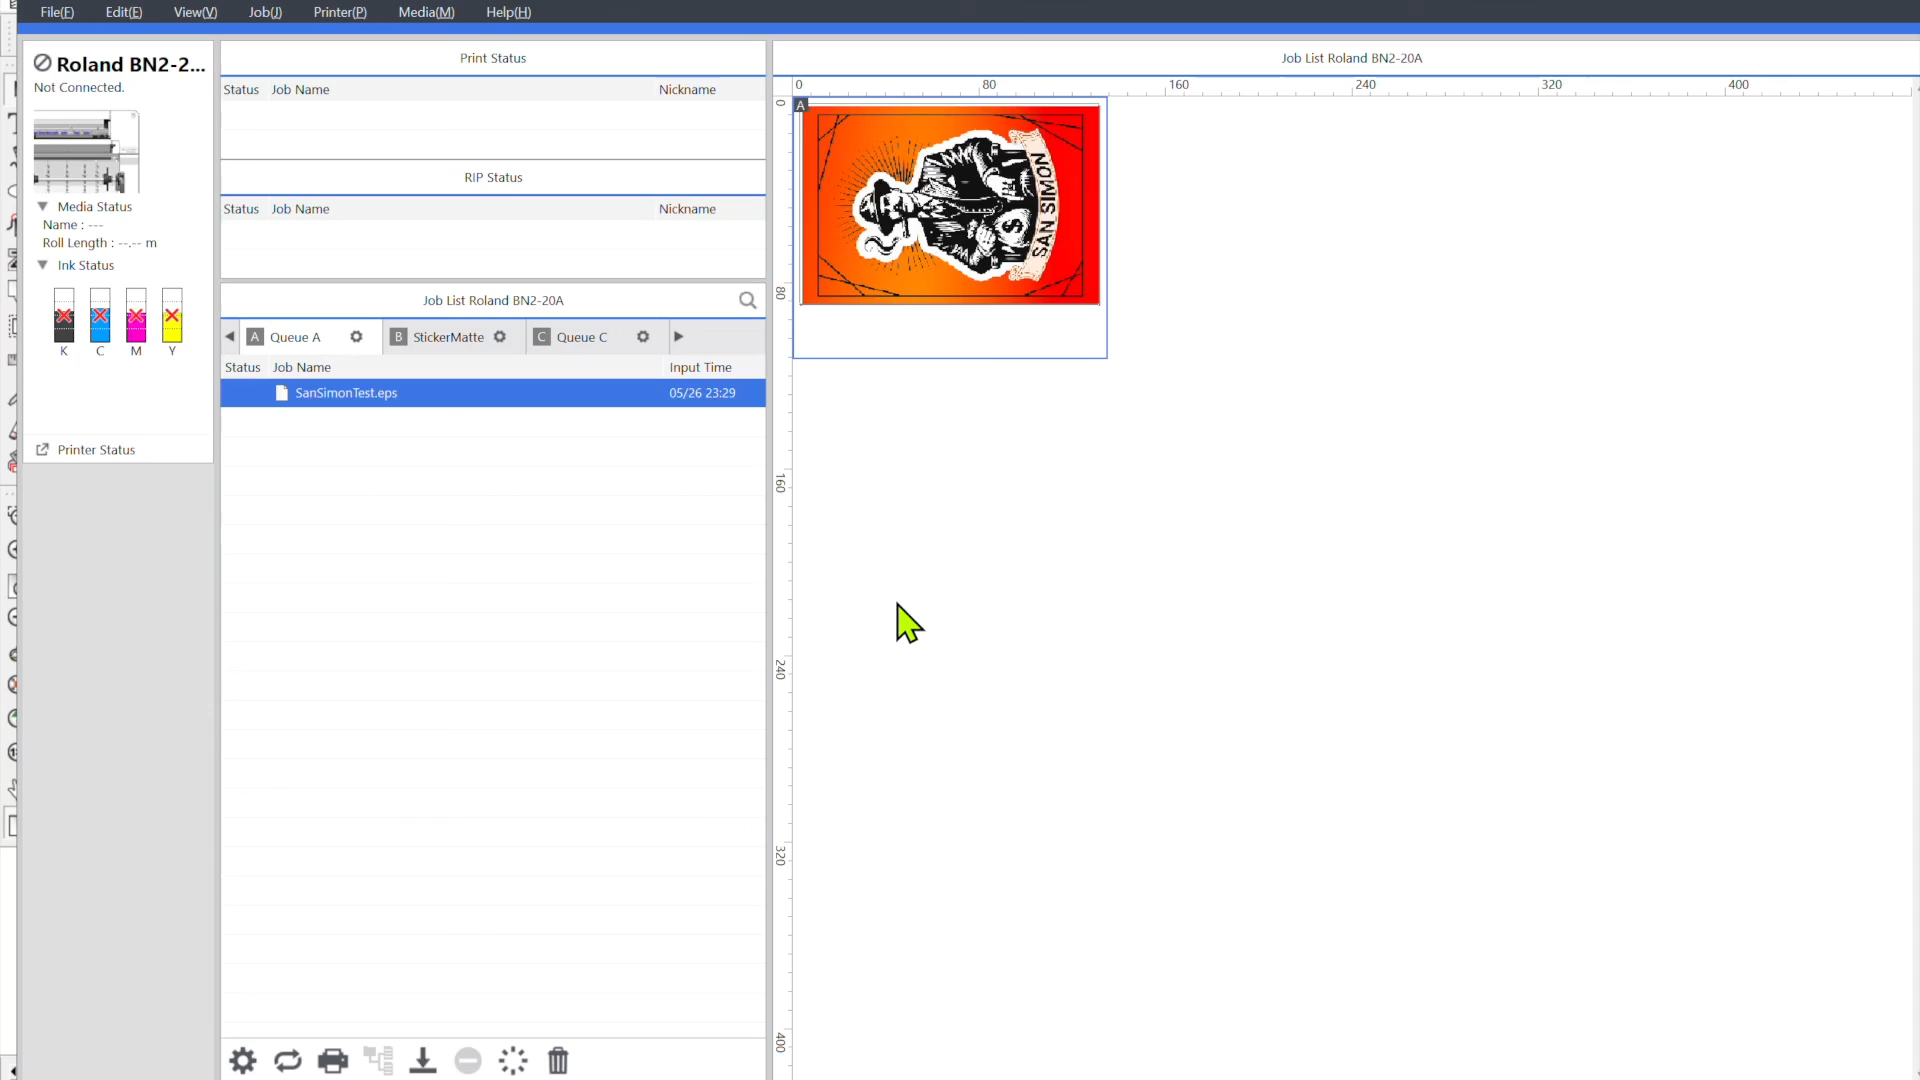 File(F) Edit(E) View(V) Job(J) Printer(P) Media(M) Help(H)
Roland BN2-2...
Not Connected.
Media Status
Name : ---
Roll Length : --.-- m
Ink Status
K C M Y
Printer Status
Print Status
Status Job Name Nickname
RIP Status
Status Job Name Nickname
Job List Roland BN2-20A
A Queue A B StickerMatte C Queue C
Status Job Name Input Time
SanSimonTest.eps 05/26 23:29
Job List Roland BN2-20A
0 80 160 240 320 400
0
80
160
240
320
400
A
SAN SIMON
$